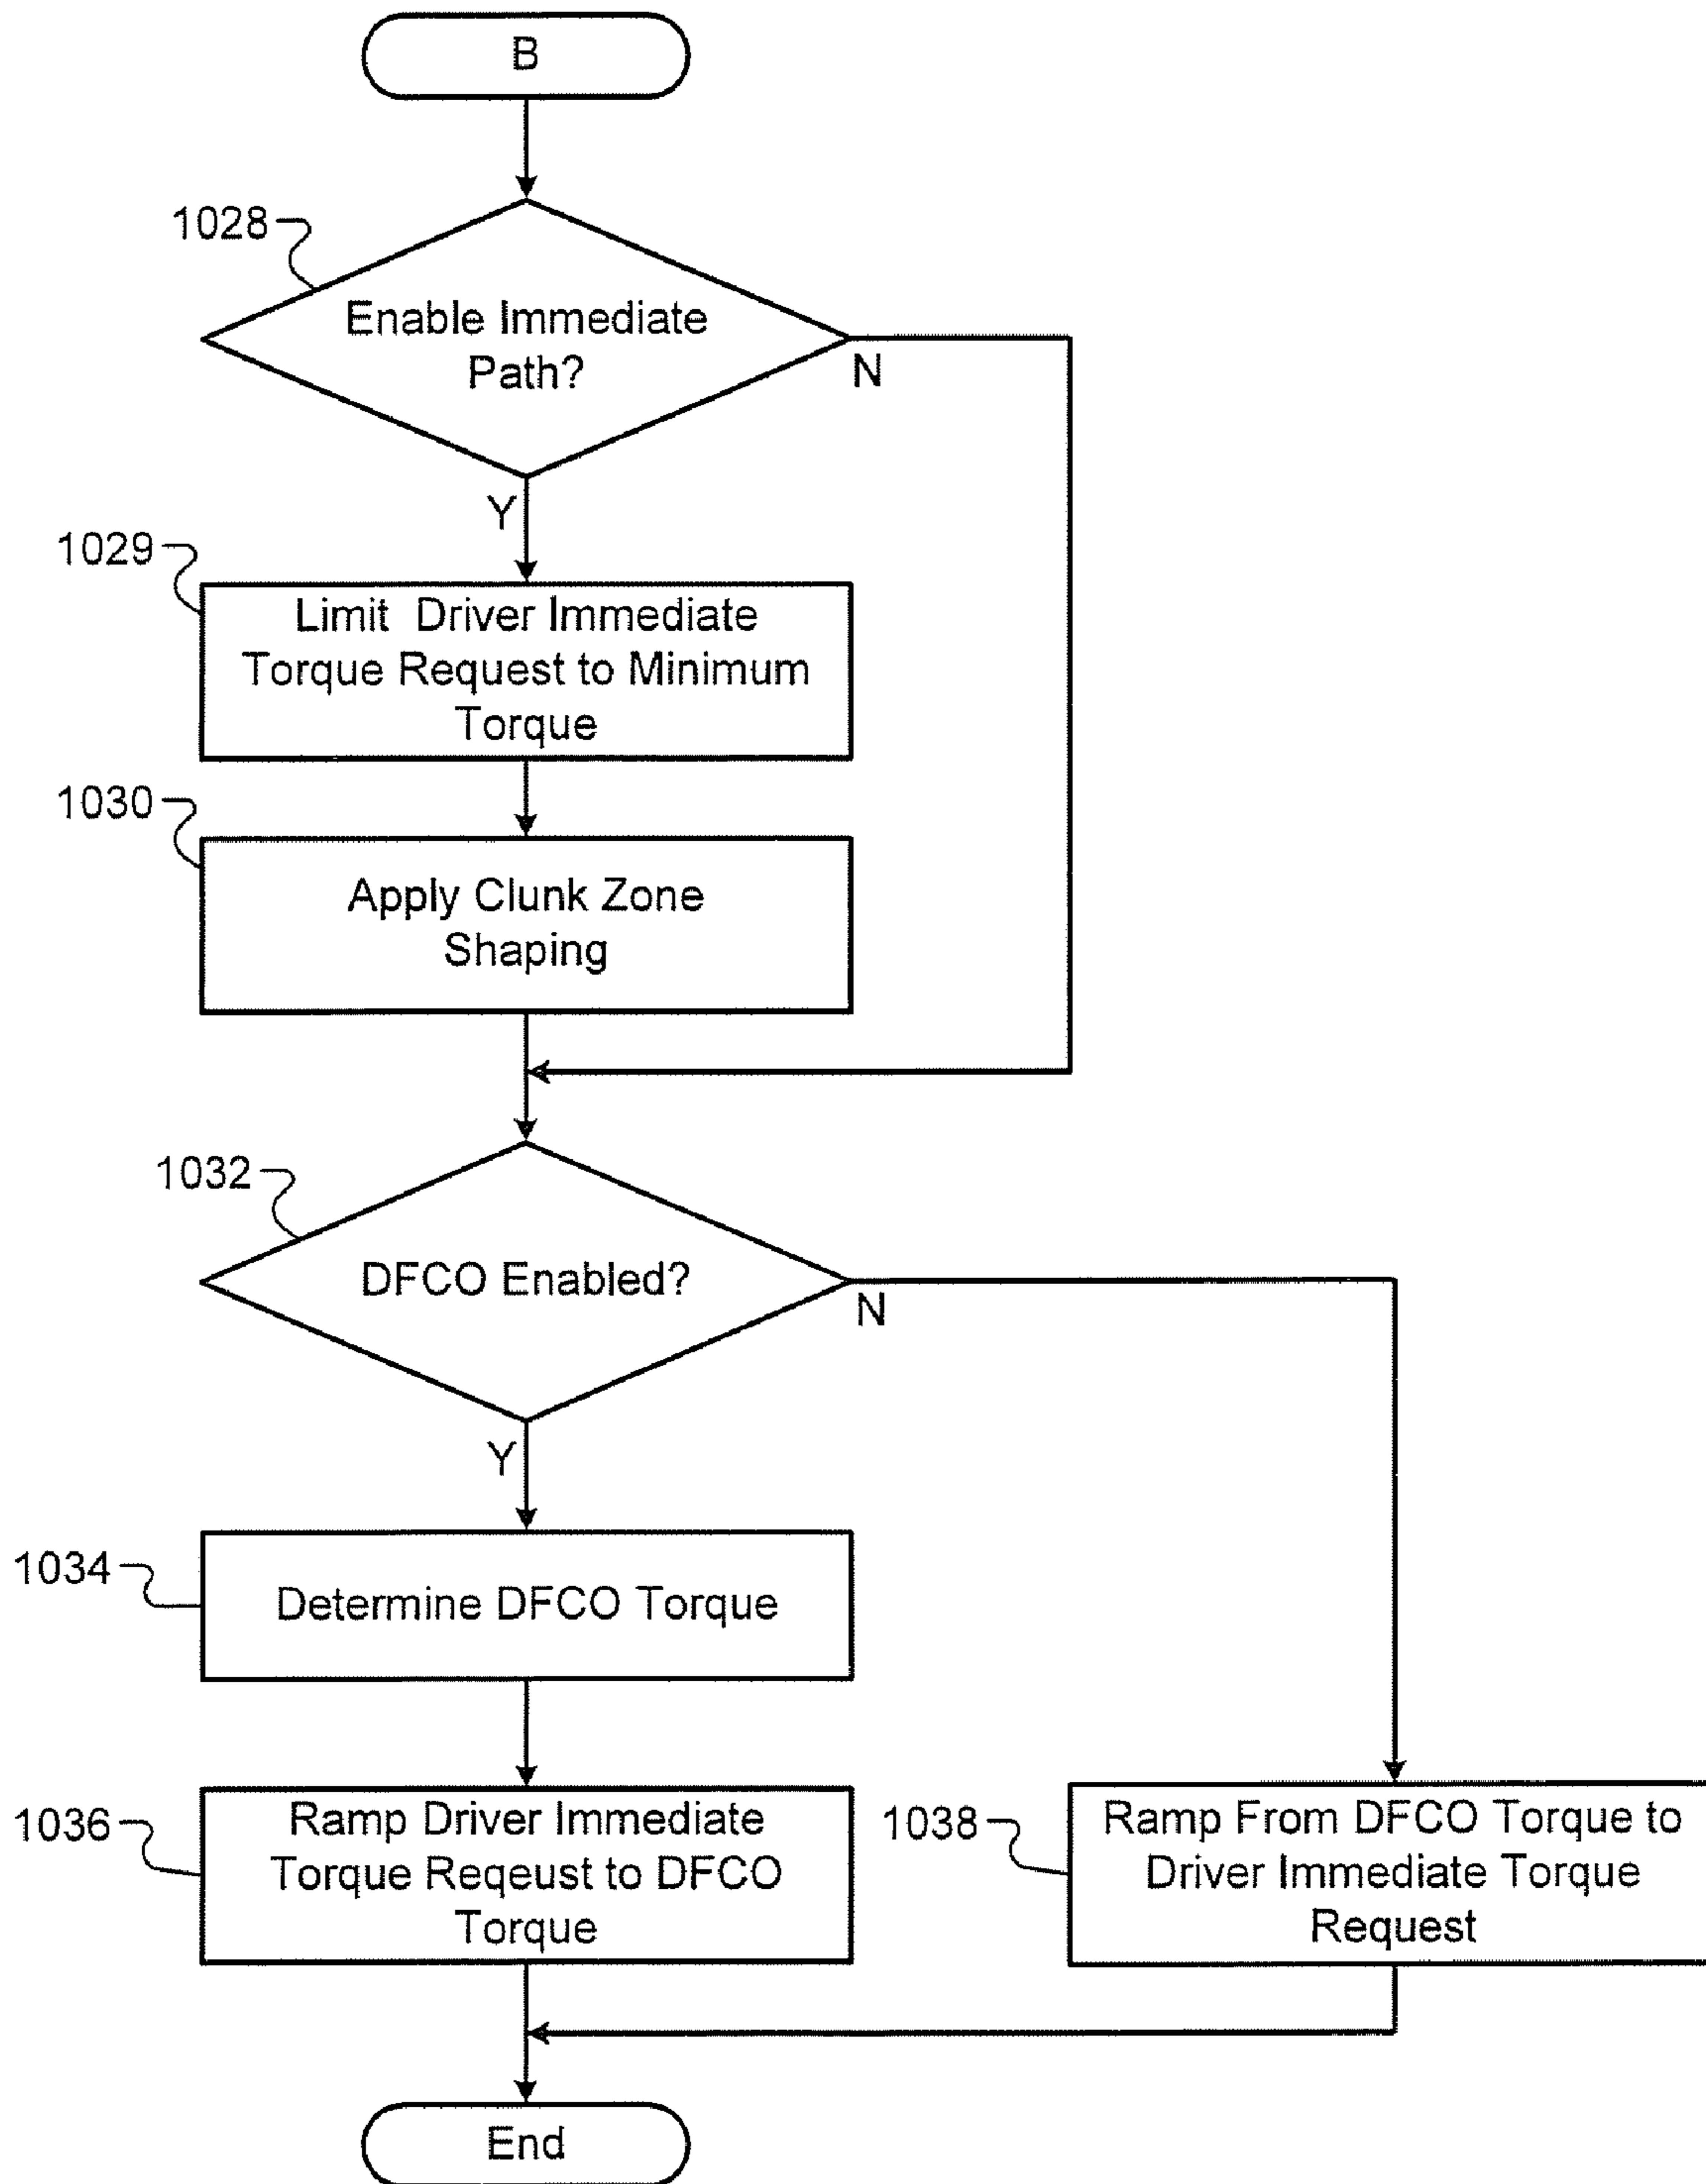 B
1028
Enable Immediate
Path?
N
Y
1029
Limit Driver Immediate
Torque Request to Minimum
Torque
1030
Apply Clunk Zone
Shaping
1032
DFCO Enabled?
N
Y
1034
Determine DFCO Torque
1036
Ramp Driver Immediate
Torque Reqeust to DFCO
Torque
1038
Ramp From DFCO Torque to
Driver Immediate Torque
Request
End